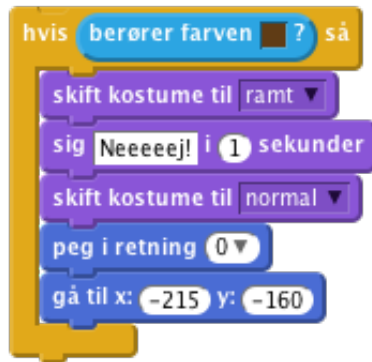 hvis berører farven ? så
skift kostume til ramt
sig Neeeeej! i 1 sekunder
skift kostume til normal
peg i retning 0
gå til x: -215 y: -160